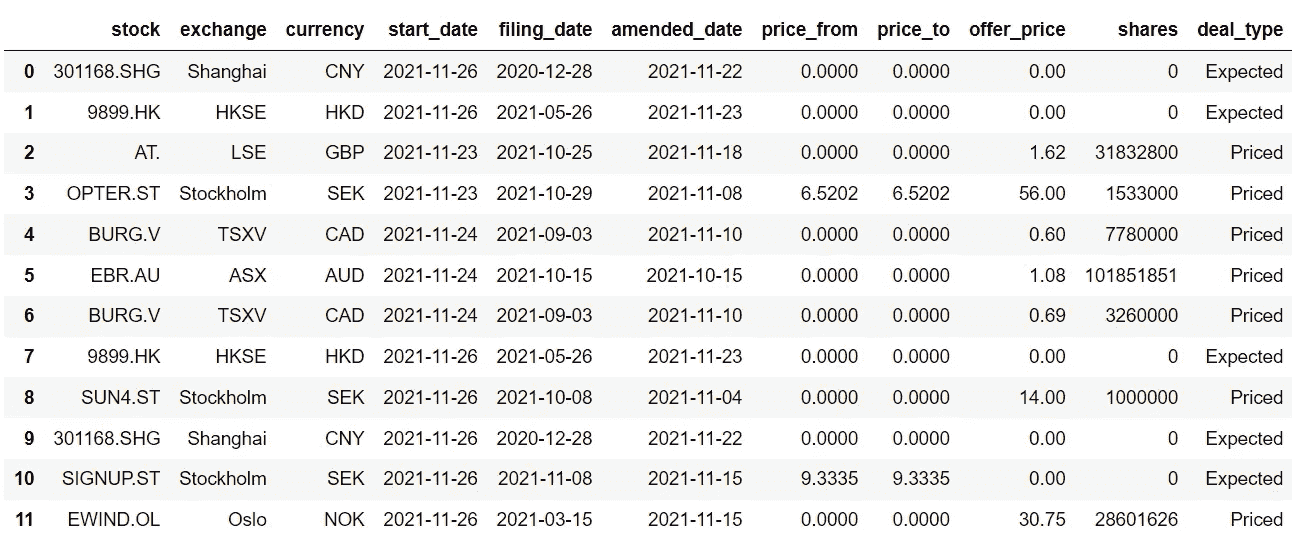 stock exchange currency start_date filing_date amended_date price_from price_to offer_price shares deal_type
0 301168.SHG Shanghai CNY 2021-11-26 2020-12-28 2021-11-22 0.0000 0.0000 0.00 0 Expected
1 9899.HK HKSE HKD 2021-11-26 2021-05-26 2021-11-23 0.0000 0.0000 0.00 0 Expected
2 AT. LSE GBP 2021-11-23 2021-10-25 2021-11-18 0.0000 0.0000 1.62 31832800 Priced
3 OPTER.ST Stockholm SEK 2021-11-23 2021-10-29 2021-11-08 6.5202 6.5202 56.00 1533000 Priced
4 BURG.V TSXV CAD 2021-11-24 2021-09-03 2021-11-10 0.0000 0.0000 0.60 7780000 Priced
5 EBR.AU ASX AUD 2021-11-24 2021-10-15 2021-10-15 0.0000 0.0000 1.08 101851851 Priced
6 BURG.V TSXV CAD 2021-11-24 2021-09-03 2021-11-10 0.0000 0.0000 0.69 3260000 Priced
7 9899.HK HKSE HKD 2021-11-26 2021-05-26 2021-11-23 0.0000 0.0000 0.00 0 Expected
8 SUN4.ST Stockholm SEK 2021-11-26 2021-10-08 2021-11-04 0.0000 0.0000 14.00 1000000 Priced
9 301168.SHG Shanghai CNY 2021-11-26 2020-12-28 2021-11-22 0.0000 0.0000 0.00 0 Expected
10 SIGNUP.ST Stockholm SEK 2021-11-26 2021-11-08 2021-11-15 9.3335 9.3335 0.00 0 Expected
11 EWIND.OL Oslo NOK 2021-11-26 2021-03-15 2021-11-15 0.0000 0.0000 30.75 28601626 Priced